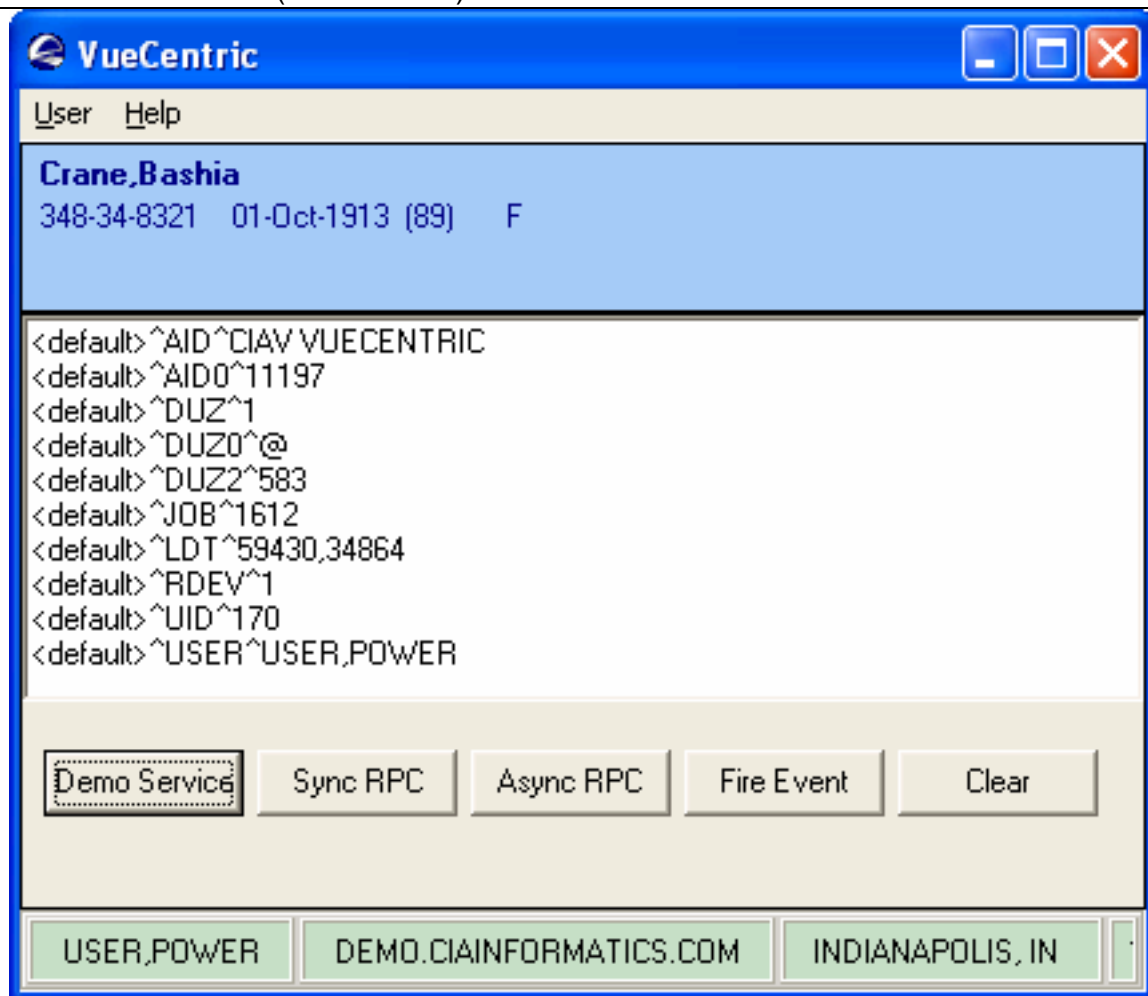 VueCentric
User Help
Crane,Bashia
348-34-8321 01-Oct-1913 (89) F
<default>^AID^CIAV VUECENTRIC
<default>^AID0^11197
<default>^DUZ^1
<default>^DUZ0^@
<default>^DUZ2^583
<default>^JOB^1612
<default>^LDT^59430,34864
<default>^RDEV^1
<default>^UID^170
<default>^USER^USER,POWER
Demo Service Sync RPC Async RPC Fire Event Clear
USER,POWER DEMO.CIAINFORMATICS.COM INDIANAPOLIS, IN